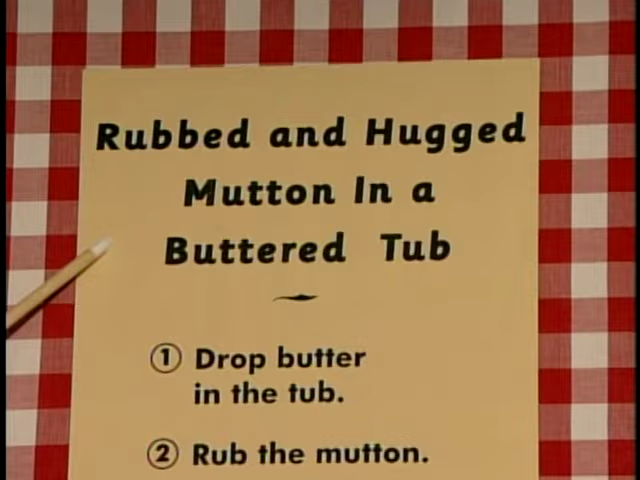 Rubbed and Hugged
Mutton In a
Buttered Tub
① Drop butter
in the tub.
② Rub the mutton.